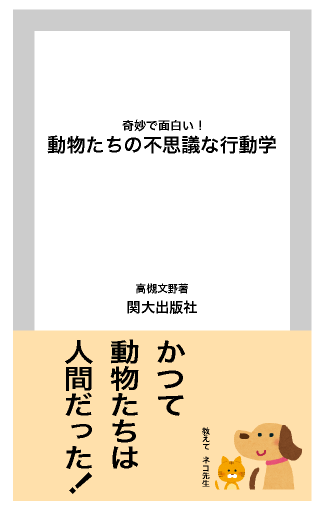 奇妙で面白い！
動物たちの不思議な行動学
高槻文野著
関大出版社
かつて
動物たちは
人間だった！
教えて ネコ先生